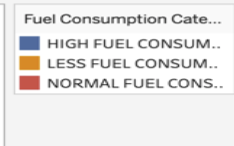 Fuel Consumption Cate...
HIGH FUEL CONSUM..
LESS FUEL CONSUM..
NORMAL FUEL CONS..